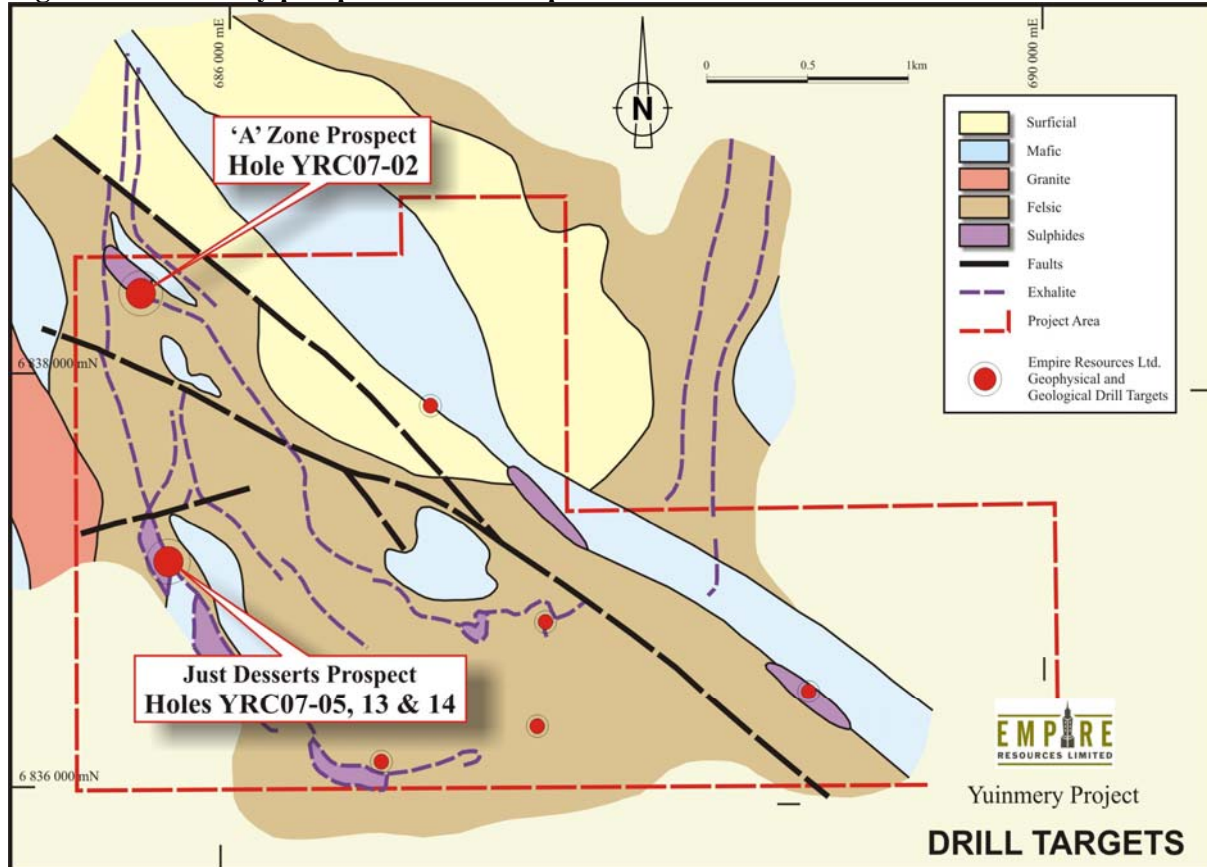 686 000 mE
690 000 mE
0
0.5
1km
N
'A' Zone Prospect
Hole YRC07-02
Surficial
Mafic
Granite
Felsic
Sulphides
Faults
Exhalite
Project Area
Empire Resources Ltd.
Geophysical and
Geological Drill Targets
6 838 000 mN
Just Desserts Prospect
Holes YRC07-05, 13 & 14
6 836 000 mN
EMPIRE
RESOURCES LIMITED
Yuinmery Project
DRILL TARGETS